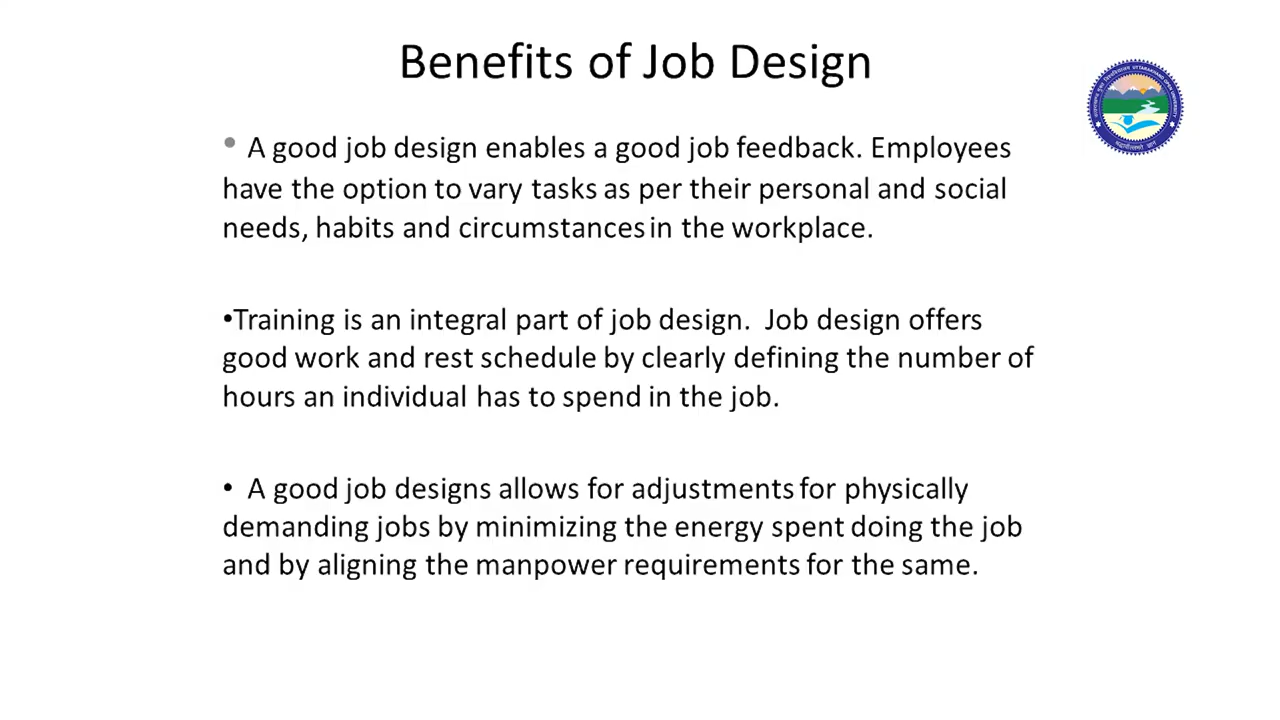 Benefits of Job Design
• A good job design enables a good job feedback. Employees
have the option to vary tasks as per their personal and social
needs, habits and circumstances in the workplace.
•Training is an integral part of job design. Job design offers
good work and rest schedule by clearly defining the number of
hours an individual has to spend in the job.
• A good job designs allows for adjustments for physically
demanding jobs by minimizing the energy spent doing the job
and by aligning the manpower requirements for the same.